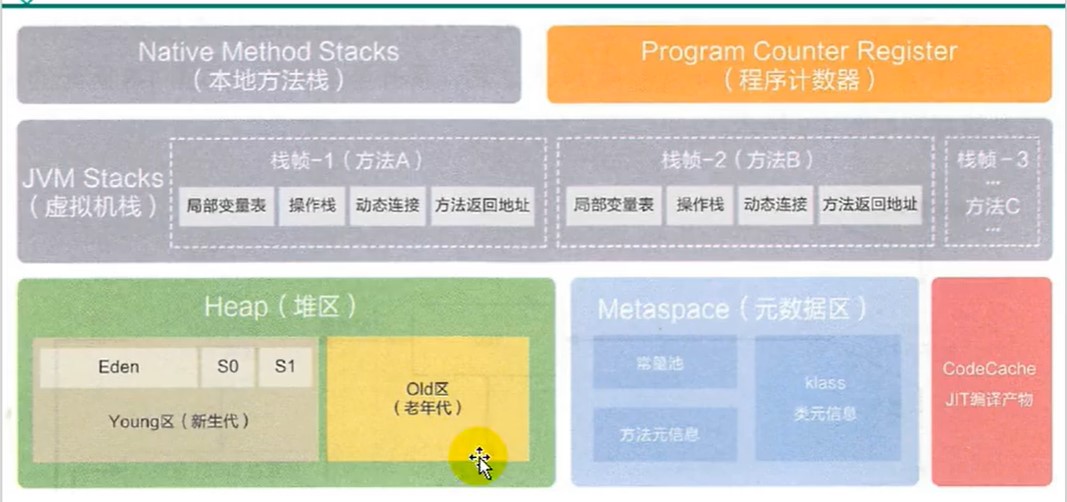 Native Method Stacks
（本地方法栈）
Program Counter Register
（程序计数器）
JVM Stacks
（虚拟机栈）
栈帧-1（方法A）
局部变量表
操作栈
动态连接
方法返回地址
栈帧-2（方法B）
局部变量表
操作栈
动态连接
方法返回地址
栈帧-3
...
方法C
...
Heap（堆区）
Eden
S0
S1
Young区（新生代）
Old区
（老年代）
Metaspace（元数据区）
常量池
方法元信息
klass
类元信息
CodeCache
JIT编译产物